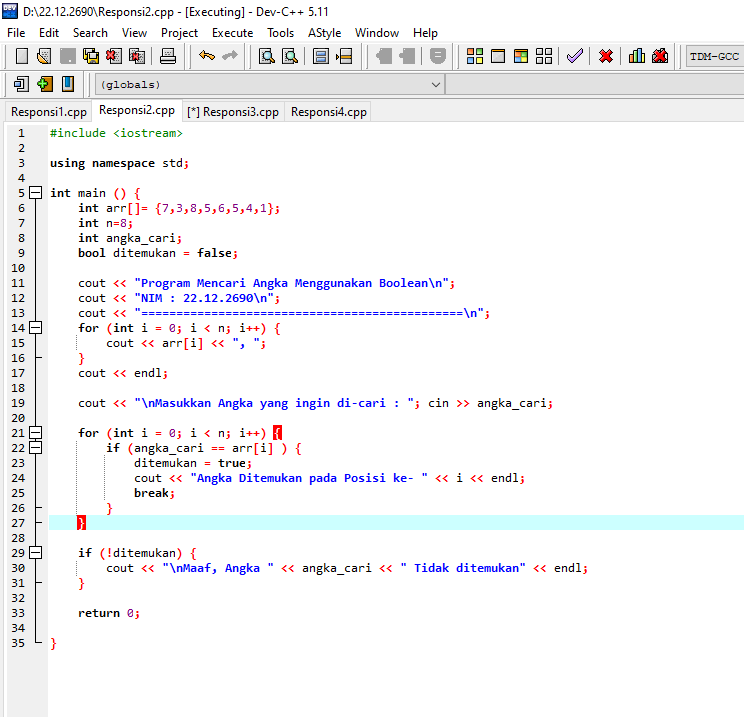 D:\22.12.2690\Responsi2.cpp - [Executing] - Dev-C++ 5.11
File Edit Search View Project Execute Tools AStyle Window Help
TDM-GCC
(globals)
Responsi1.cpp Responsi2.cpp [*] Responsi3.cpp Responsi4.cpp
1 #include <iostream>
2
3 using namespace std;
4
5 int main () {
6 int arr[]= {7,3,8,5,6,5,4,1};
7 int n=8;
8 int angka_cari;
9 bool ditemukan = false;
10
11 cout << "Program Mencari Angka Menggunakan Boolean\n";
12 cout << "NIM : 22.12.2690\n";
13 cout << "==============================================\n";
14 for (int i = 0; i < n; i++) {
15 cout << arr[i] << ", ";
16 }
17 cout << endl;
18
19 cout << "\nMasukkan Angka yang ingin di-cari : "; cin >> angka_cari;
20
21 for (int i = 0; i < n; i++) {
22 if (angka_cari == arr[i] ) {
23 ditemukan = true;
24 cout << "Angka Ditemukan pada Posisi ke- " << i << endl;
25 break;
26 }
27 }
28
29 if (!ditemukan) {
30 cout << "\nMaaf, Angka " << angka_cari << " Tidak ditemukan" << endl;
31 }
32
33 return 0;
34
35 }